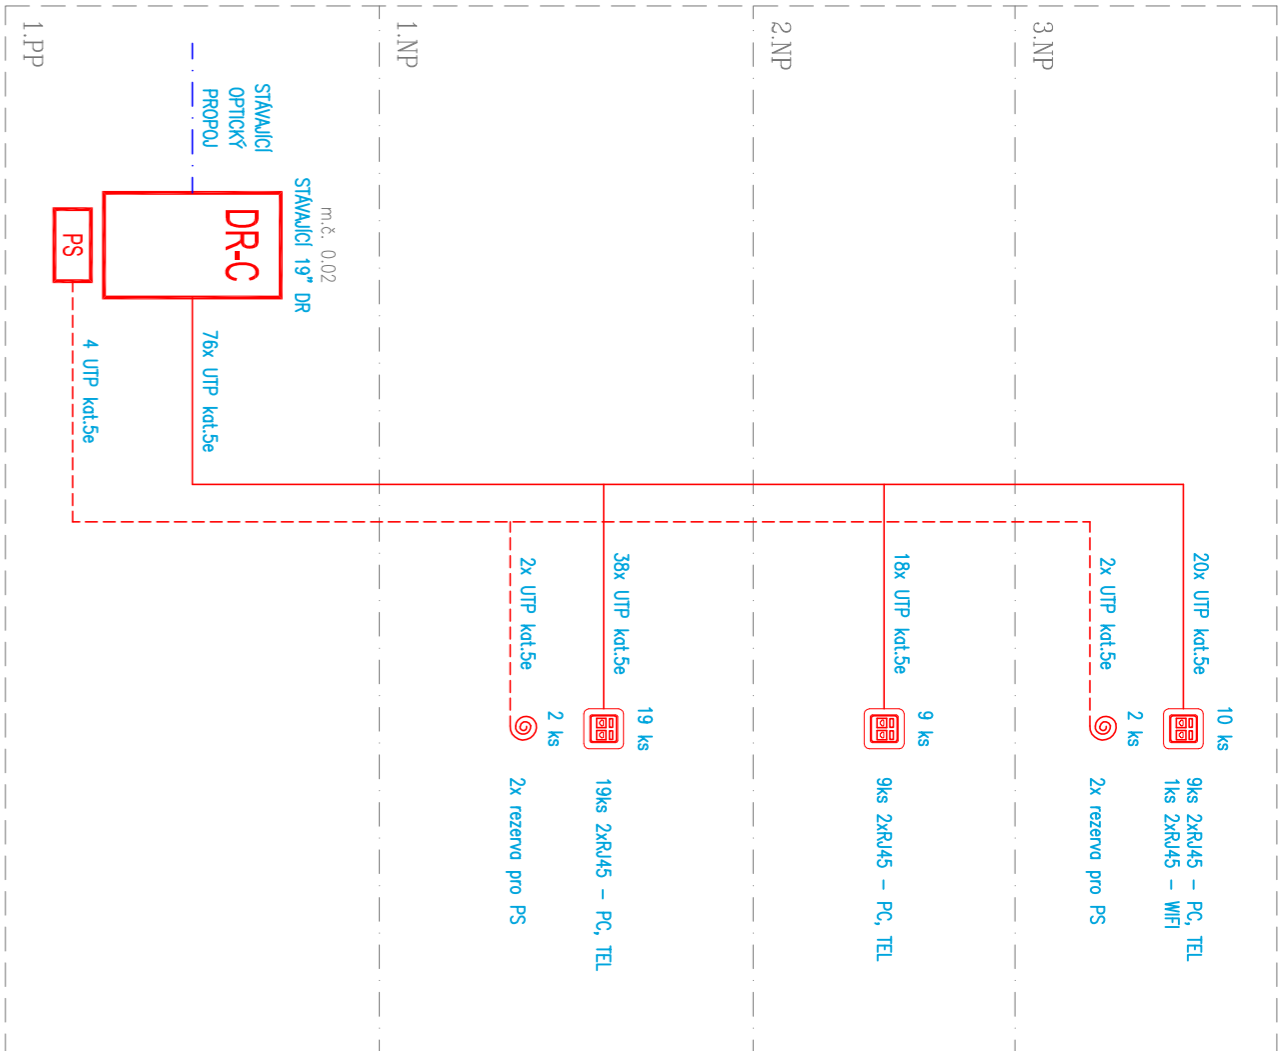 3.NP
10 ks
20x UTP kat.5e
9ks 2xRJ45 - PC, TEL
1ks 2xRJ45 - WIFI
2 ks
2x UTP kat.5e
2x rezerva pro PS
2.NP
9 ks
18x UTP kat.5e
9ks 2xRJ45 - PC, TEL
1.NP
19 ks
38x UTP kat.5e
19ks 2xRJ45 - PC, TEL
2 ks
2x UTP kat.5e
2x rezerva pro PS
1.PP
m.č. 0.02
STÁVAJÍCÍ 19" DR
STÁVAJÍCÍ
OPTICKÝ
PROPOJ
DR-C
76x UTP kat.5e
PS
4 UTP kat.5e